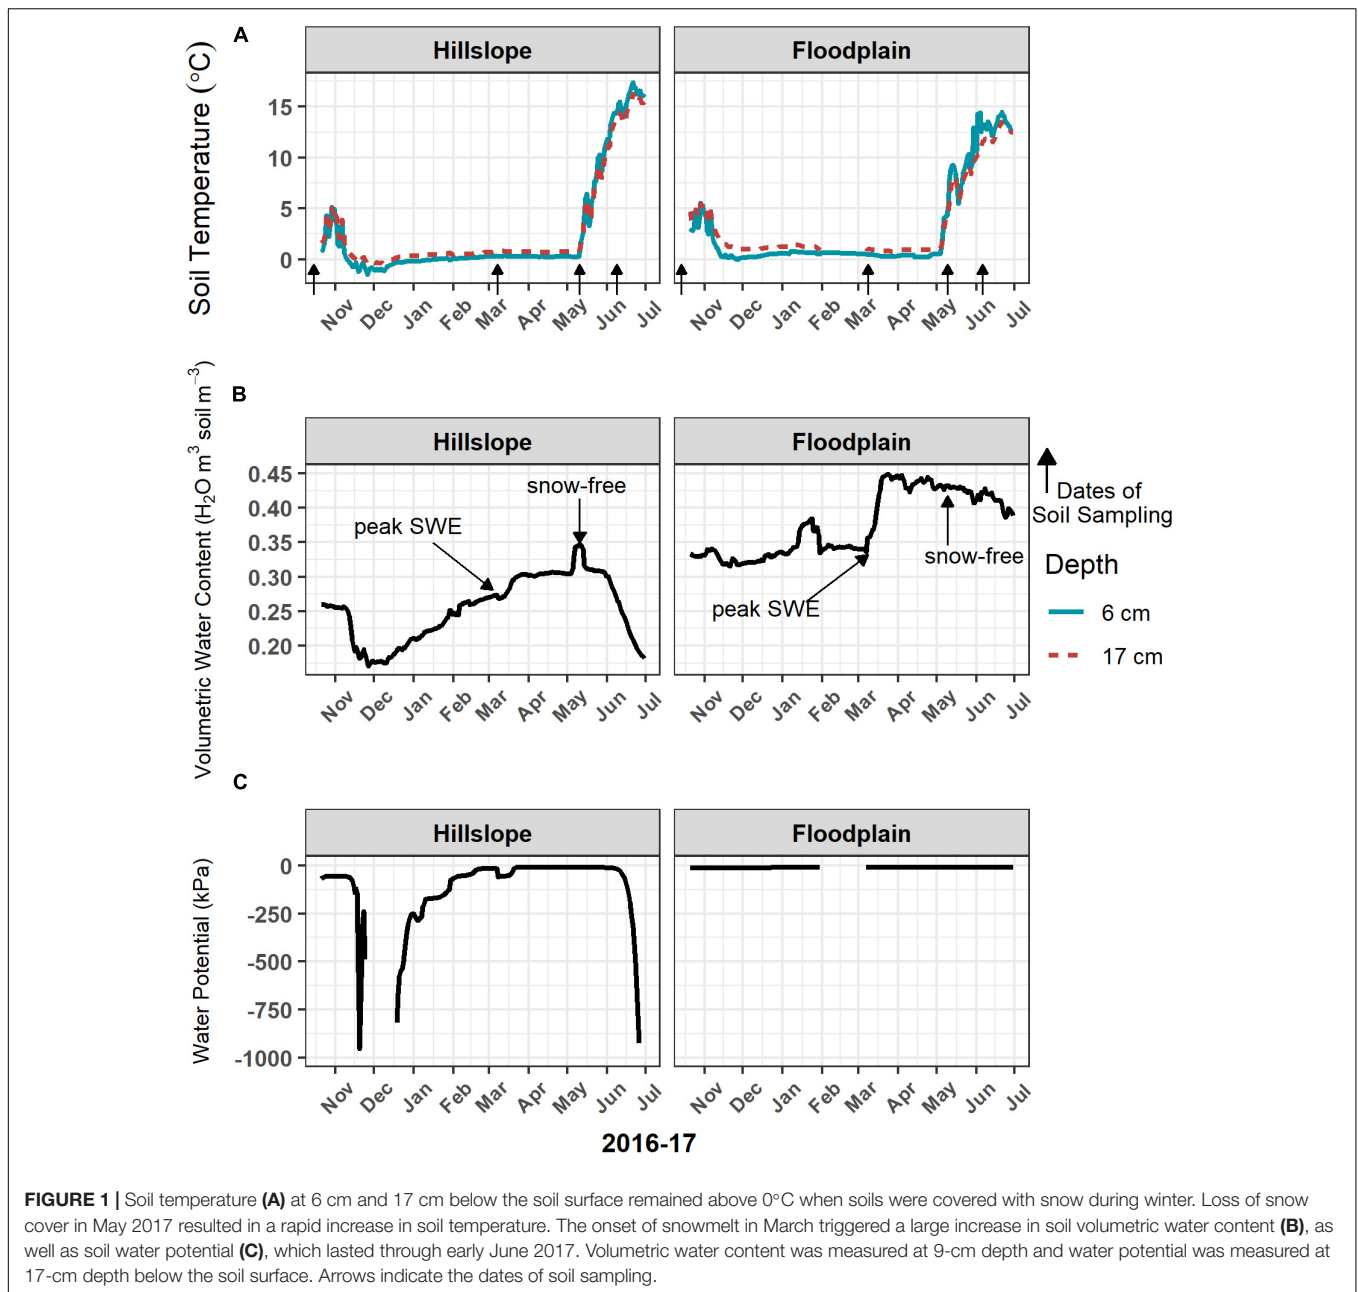 A
Hillslope
Floodplain
Soil Temperature (°C)
15
10
5
0
Nov Dec Jan Feb Mar Apr May Jun Jul
Nov Dec Jan Feb Mar Apr May Jun Jul
B
Hillslope
Floodplain
Volumetric Water Content (H₂O m³ soil m⁻³)
0.45
0.40
0.35
0.30
0.25
0.20
snow-free
peak SWE
snow-free
peak SWE
Nov Dec Jan Feb Mar Apr May Jun Jul
Nov Dec Jan Feb Mar Apr May Jun Jul
Dates of
Soil Sampling
Depth
6 cm
17 cm
C
Hillslope
Floodplain
Water Potential (kPa)
0
-250
-500
-750
-1000
Nov Dec Jan Feb Mar Apr May Jun Jul
Nov Dec Jan Feb Mar Apr May Jun Jul
2016-17
FIGURE 1 | Soil temperature (A) at 6 cm and 17 cm below the soil surface remained above 0°C when soils were covered with snow during winter. Loss of snow
cover in May 2017 resulted in a rapid increase in soil temperature. The onset of snowmelt in March triggered a large increase in soil volumetric water content (B), as
well as soil water potential (C), which lasted through early June 2017. Volumetric water content was measured at 9-cm depth and water potential was measured at
17-cm depth below the soil surface. Arrows indicate the dates of soil sampling.